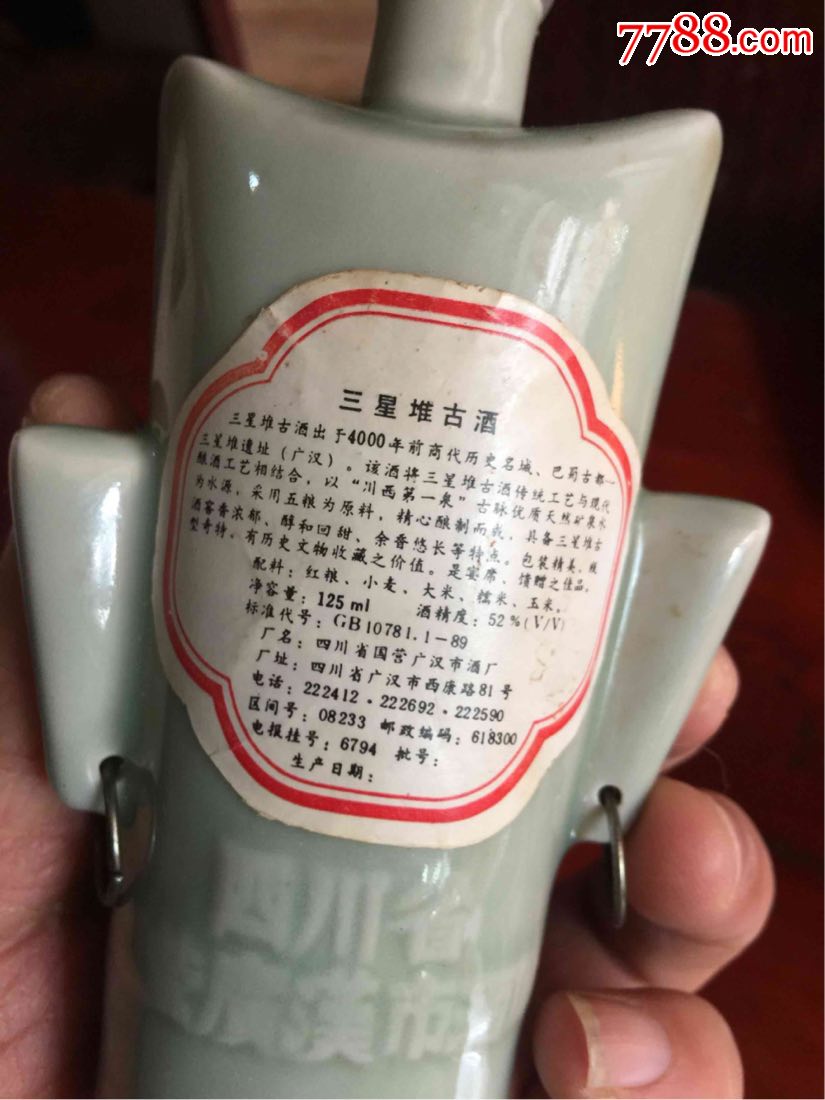 7788.com
三星堆古酒
三星堆古酒出于4000年前商代历史名城、巴蜀古都一
三星堆遗址（广汉）。该酒将三星堆古酒传统工艺与现代
酿酒工艺相结合，以“川西第一泉”古脉优质天然矿泉水
为水源，采用五粮为原料，精心酿制而成，具备三星堆古
酒窖香浓郁、醇和回甜、余香悠长等特点。包装精美、瓶
型奇特。有历史文物收藏之价值。是宴席、馈赠之佳品。
配料：红粮、小麦、大米、糯米、玉米。
净容量：125ml 酒精度：52%(V/V)
标准代号：GB10781.1-89
厂名：四川省国营广汉市酒厂
厂址：四川省广汉市西康路81号
电话：222412·222692·222590
区间号：08233 邮政编码：618300
电报挂号：6794 批号：
生产日期：
四川省
廣漢市